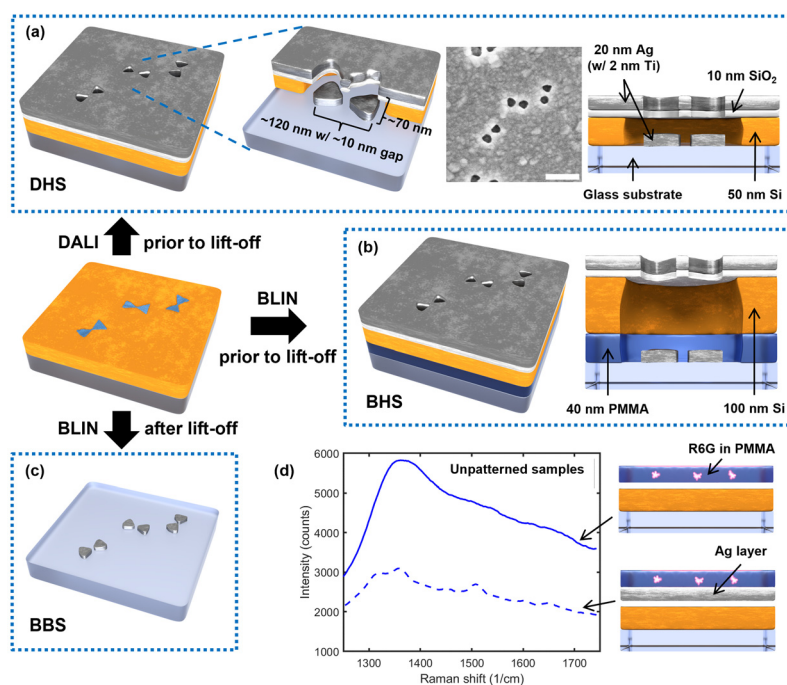 (a)
20 nm Ag
(w/ 2 nm Ti)
10 nm SiO₂
~70 nm
~120 nm w/ ~10 nm gap
DHS
Glass substrate
50 nm Si
DALI prior to lift-off
(b)
BLIN
prior to lift-off
BHS
40 nm PMMA
100 nm Si
BLIN after lift-off
(c)
BBS
(d)
Unpatterned samples
R6G in PMMA
Ag layer
Intensity (counts)
6000
5000
4000
3000
2000
1000
1300
1400
1500
1600
1700
Raman shift (1/cm)